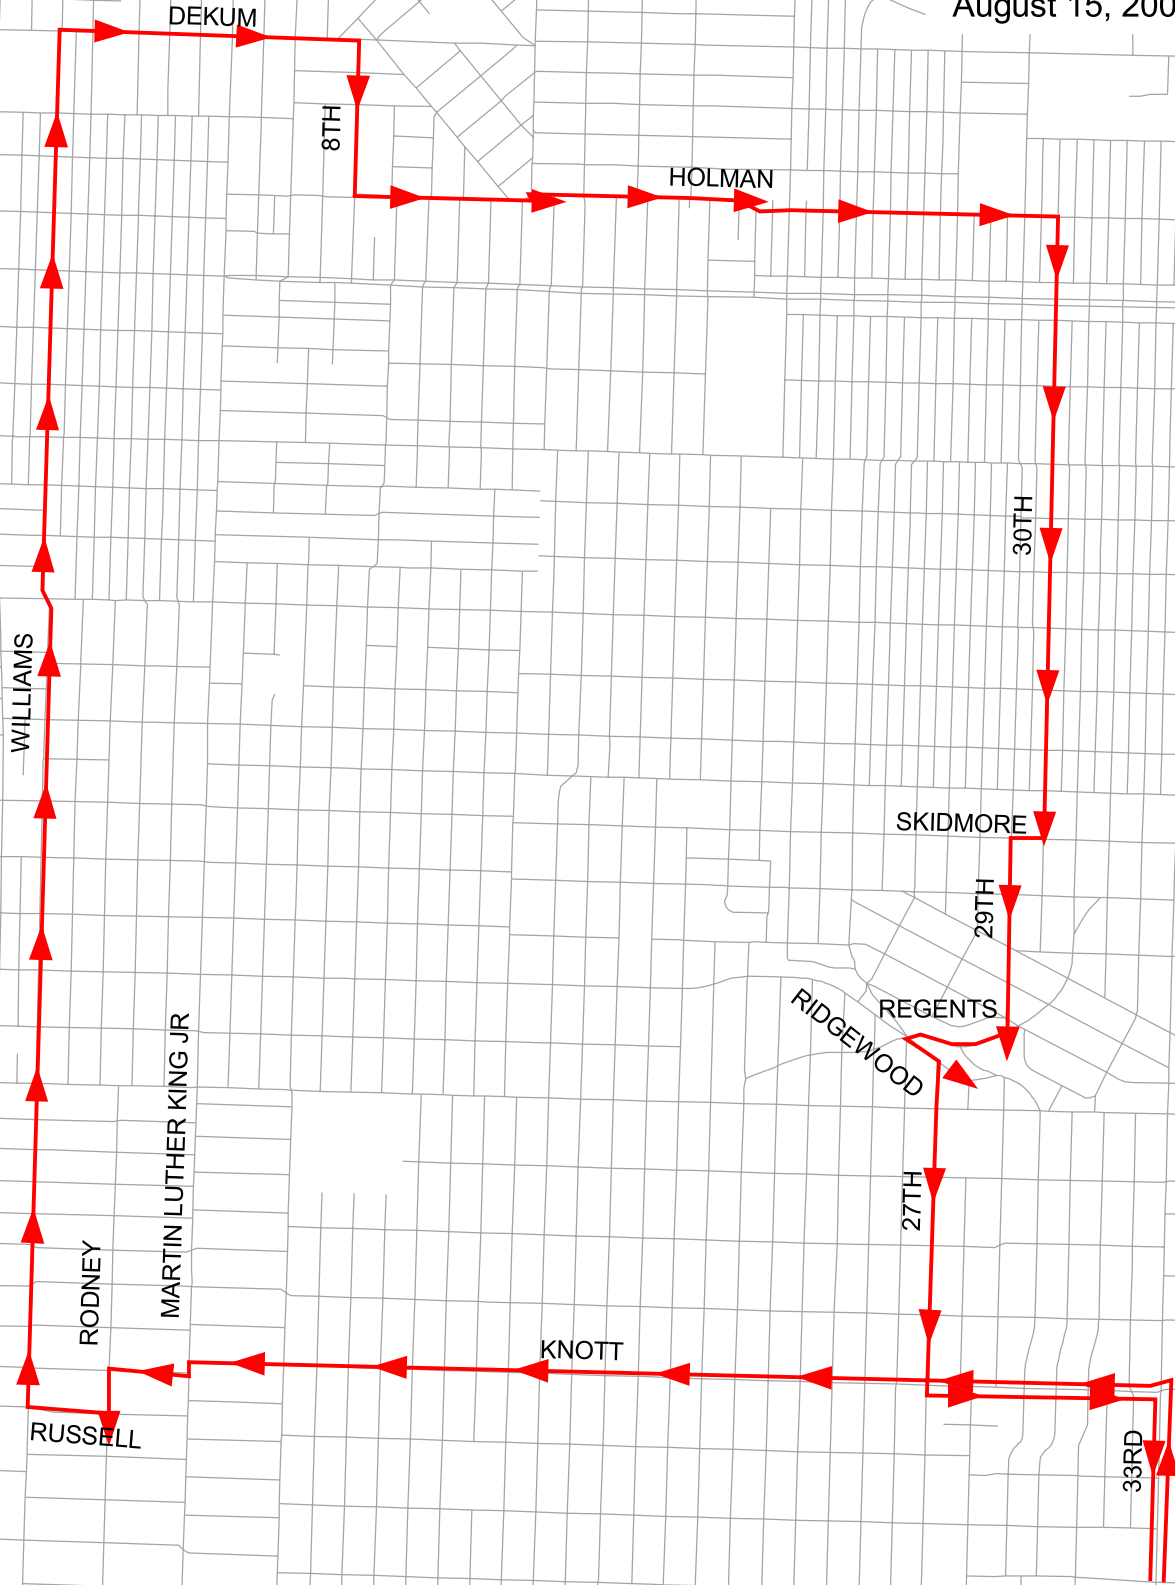 August 15, 200
DEKUM
8TH
HOLMAN
30TH
WILLIAMS
SKIDMORE
29TH
REGENTS
RIDGEWOOD
MARTIN LUTHER KING JR
27TH
RODNEY
KNOTT
RUSSELL
33RD